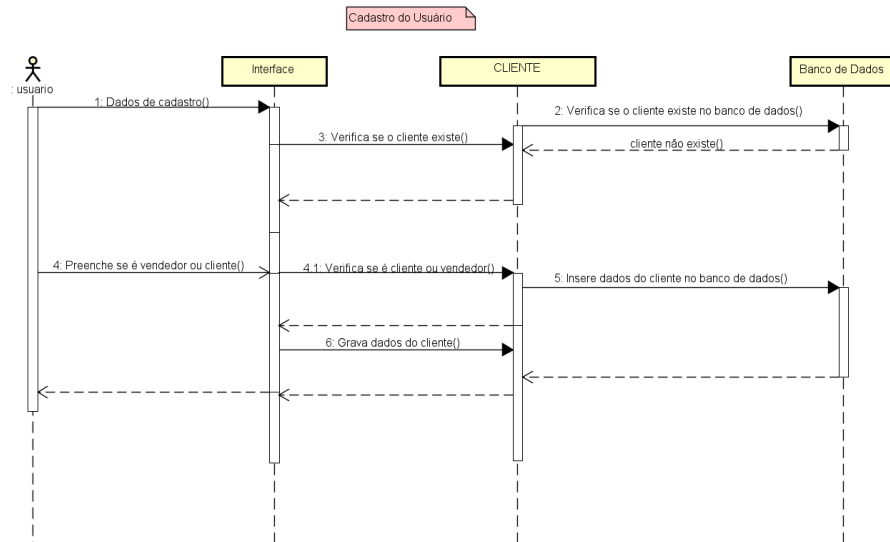 Cadastro do Usuário
: usuario
Interface
CLIENTE
Banco de Dados
1: Dados de cadastro()
2: Verifica se o cliente existe no banco de dados()
3: Verifica se o cliente existe()
cliente não existe()
4: Preenche se é vendedor ou cliente()
4.1: Verifica se é cliente ou vendedor()
5: Insere dados do cliente no banco de dados()
6: Grava dados do cliente()